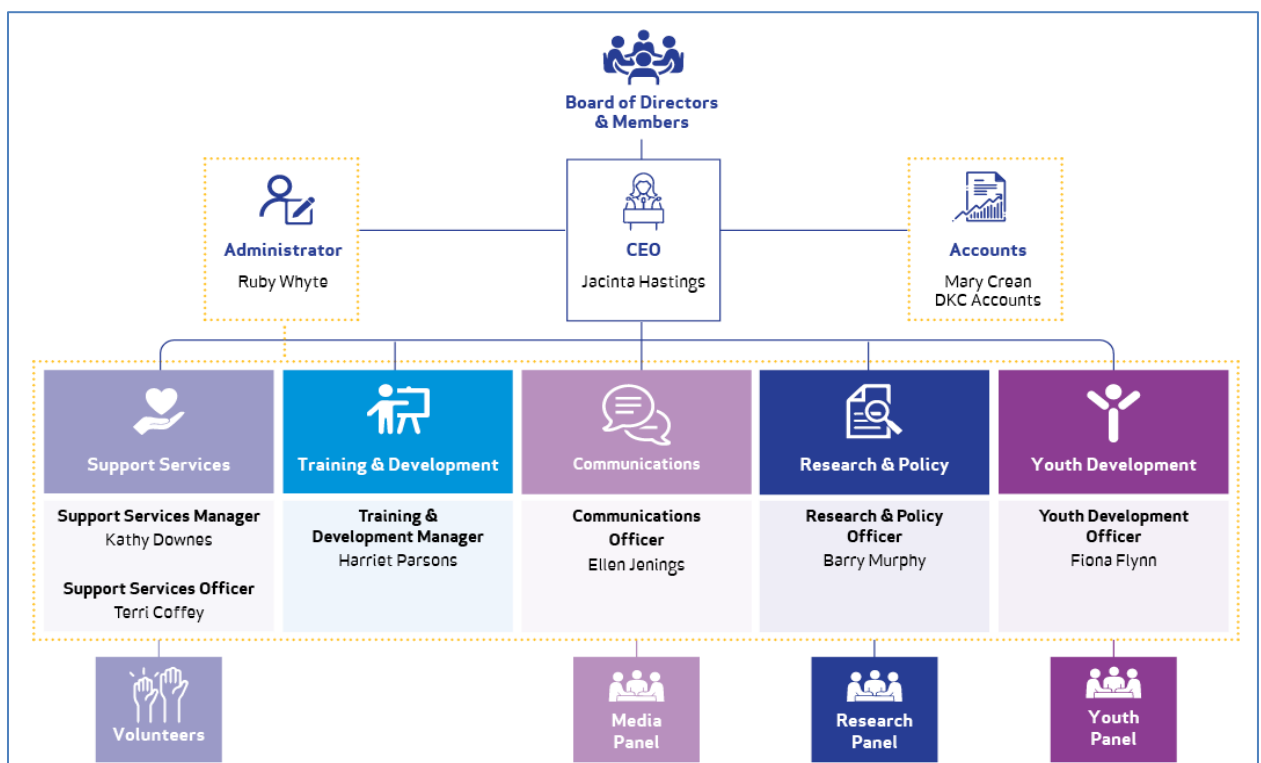 Board of Directors
& Members
Administrator
Ruby Whyte
CEO
Jacinta Hastings
Accounts
Mary Crean
DKC Accounts
Support Services
Training & Development
Communications
Research & Policy
Youth Development
Support Services Manager
Kathy Downes
Support Services Officer
Terri Coffey
Training &
Development Manager
Harriet Parsons
Communications
Officer
Ellen Jenings
Research & Policy
Officer
Barry Murphy
Youth Development
Officer
Fiona Flynn
Volunteers
Media
Panel
Research
Panel
Youth
Panel